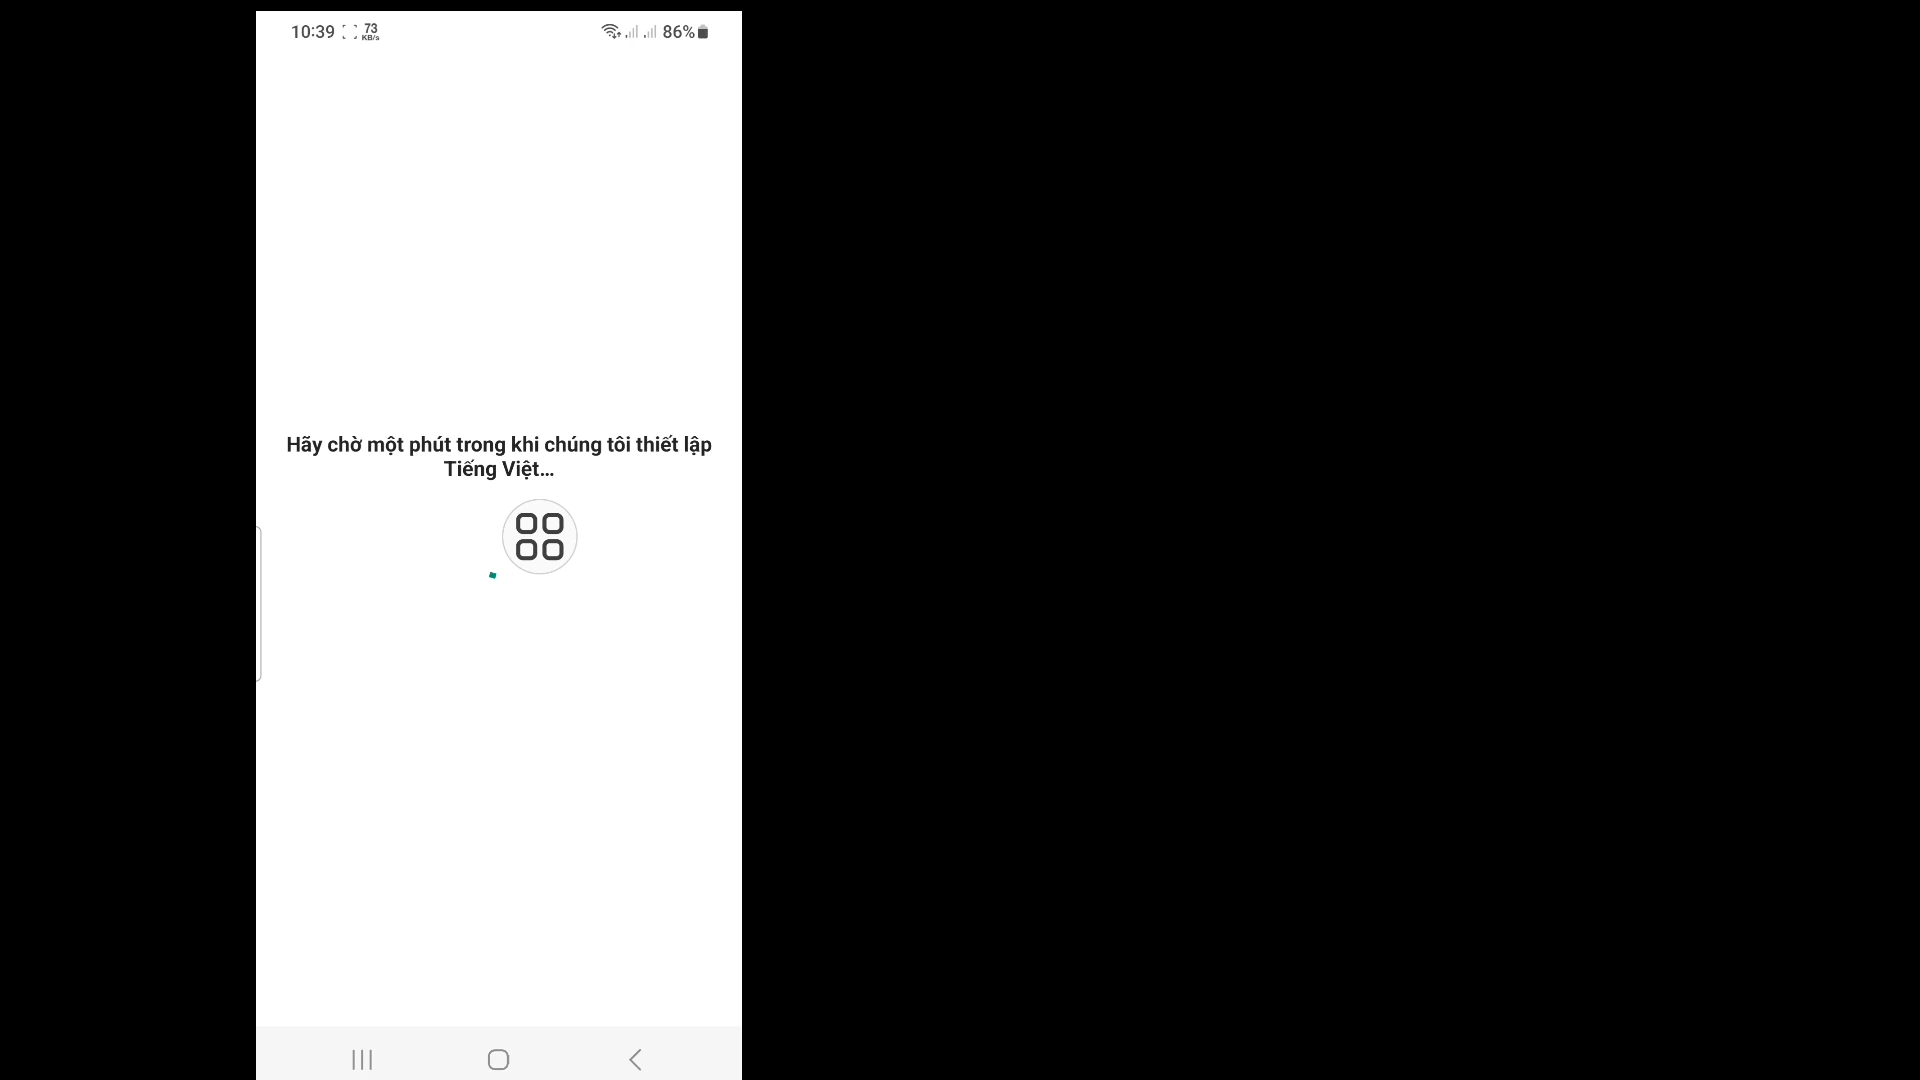 10:39 73 KB/s 86%
Hãy chờ một phút trong khi chúng tôi thiết lập
Tiếng Việt...